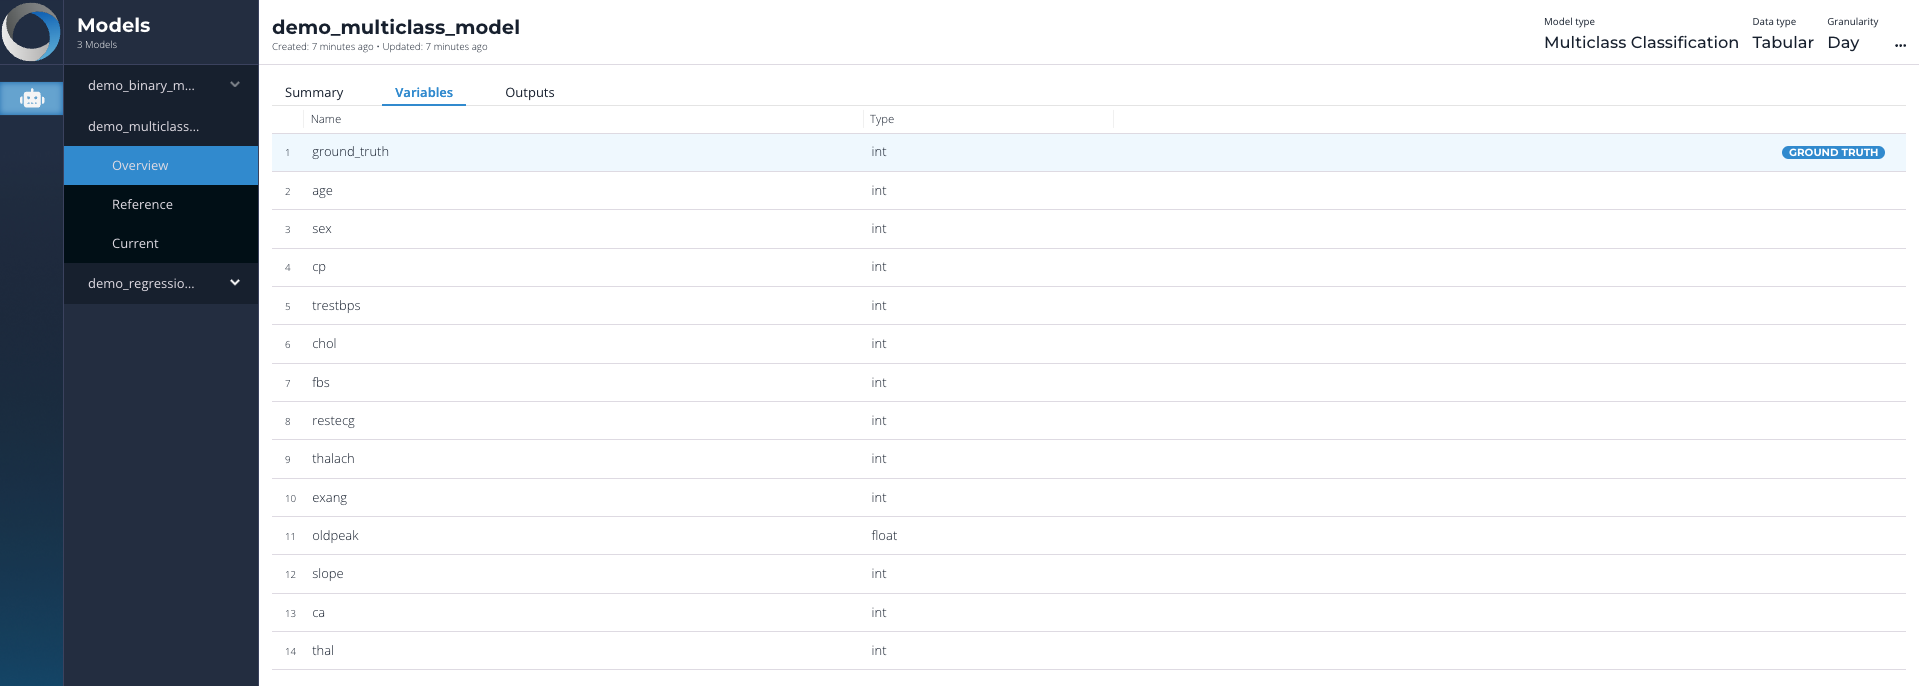 Models
3 Models
demo_binary_m...
demo_multiclass...
Overview
Reference
Current
demo_regressio...
demo_multiclass_model
Created: 7 minutes ago • Updated: 7 minutes ago
Model type
Multiclass Classification
Data type
Tabular
Granularity
Day
...
Summary Variables Outputs
Name Type
1 ground_truth int GROUND TRUTH
2 age int
3 sex int
4 cp int
5 trestbps int
6 chol int
7 fbs int
8 restecg int
9 thalach int
10 exang int
11 oldpeak float
12 slope int
13 ca int
14 thal int